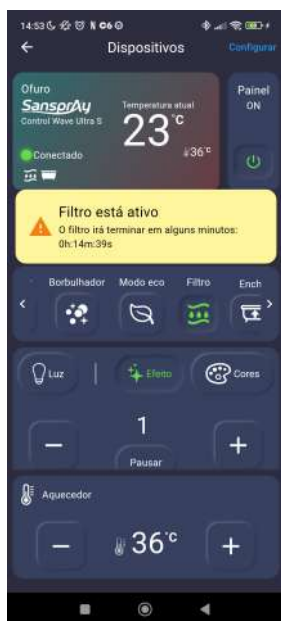 14:53
C6
Dispositivos
Configurar
Ofuro
SansprAy
Control Wave Ultra S
Temperatura atual
23°C
36°C
Conectado
Painel
ON
Filtro está ativo
O filtro irá terminar em alguns minutos:
0h:14m:39s
Borbulhador Modo eco Filtro Ench
Luz Efeito Cores
− 1 +
Pausar
Aquecedor
− 36°C +